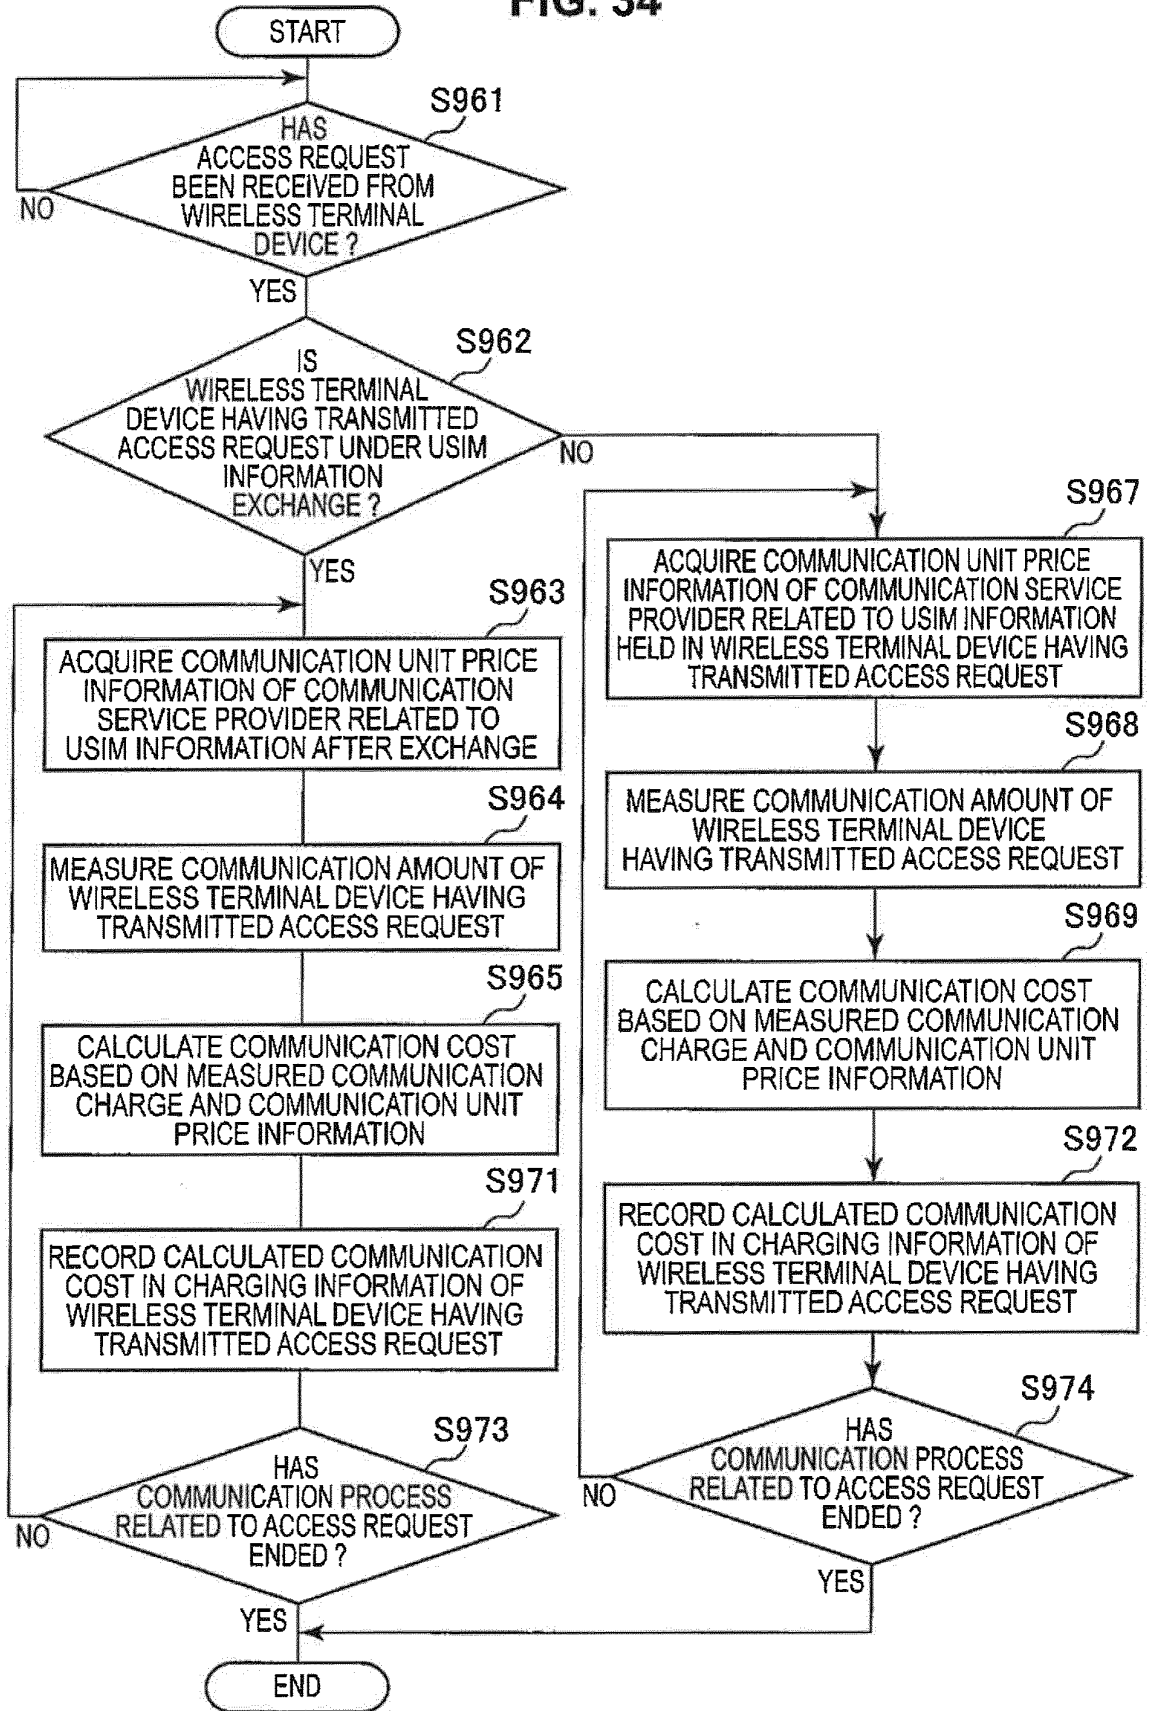 FIG. 34
START
S961
HAS
ACCESS REQUEST
BEEN RECEIVED FROM
WIRELESS TERMINAL
DEVICE ?
NO
YES
S962
IS
WIRELESS TERMINAL
DEVICE HAVING TRANSMITTED
ACCESS REQUEST UNDER USIM
INFORMATION
EXCHANGE ?
NO
YES
S963
ACQUIRE COMMUNICATION UNIT PRICE
INFORMATION OF COMMUNICATION
SERVICE PROVIDER RELATED TO
USIM INFORMATION AFTER EXCHANGE
S964
MEASURE COMMUNICATION AMOUNT OF
WIRELESS TERMINAL DEVICE HAVING
TRANSMITTED ACCESS REQUEST
S965
CALCULATE COMMUNICATION COST
BASED ON MEASURED COMMUNICATION
CHARGE AND COMMUNICATION UNIT
PRICE INFORMATION
S971
RECORD CALCULATED COMMUNICATION
COST IN CHARGING INFORMATION OF
WIRELESS TERMINAL DEVICE HAVING
TRANSMITTED ACCESS REQUEST
S973
HAS
COMMUNICATION PROCESS
RELATED TO ACCESS REQUEST
ENDED ?
NO
YES
S967
ACQUIRE COMMUNICATION UNIT PRICE
INFORMATION OF COMMUNICATION SERVICE
PROVIDER RELATED TO USIM INFORMATION
HELD IN WIRELESS TERMINAL DEVICE HAVING
TRANSMITTED ACCESS REQUEST
S968
MEASURE COMMUNICATION AMOUNT OF
WIRELESS TERMINAL DEVICE
HAVING TRANSMITTED ACCESS REQUEST
S969
CALCULATE COMMUNICATION COST
BASED ON MEASURED COMMUNICATION
CHARGE AND COMMUNICATION UNIT
PRICE INFORMATION
S972
RECORD CALCULATED COMMUNICATION
COST IN CHARGING INFORMATION OF
WIRELESS TERMINAL DEVICE HAVING
TRANSMITTED ACCESS REQUEST
S974
HAS
COMMUNICATION PROCESS
RELATED TO ACCESS REQUEST
ENDED ?
NO
YES
END